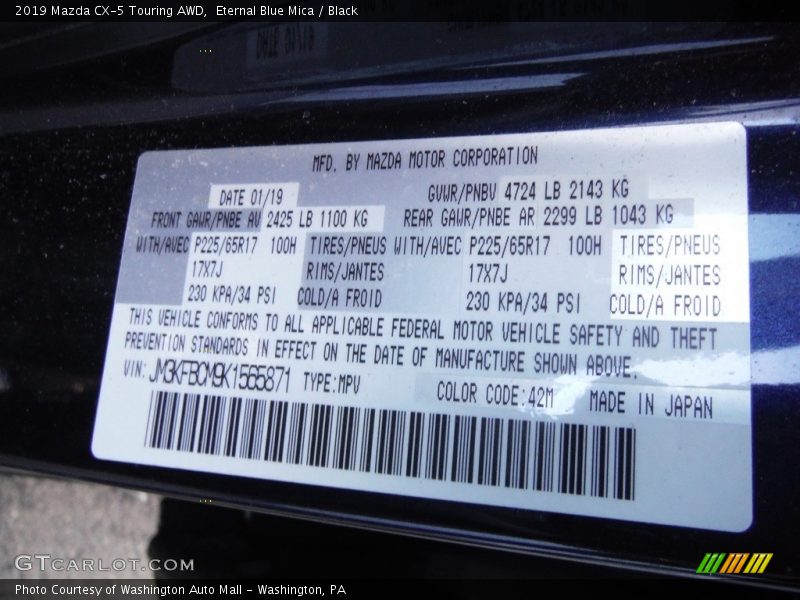 2019 Mazda CX-5 Touring AWD, Eternal Blue Mica / Black
MFD. BY MAZDA MOTOR CORPORATION
DATE 01/19 GVWR/PNBV 4724 LB 2143 KG
FRONT GAWR/PNBE AV 2425 LB 1100 KG REAR GAWR/PNBE AR 2299 LB 1043 KG
WITH/AVEC P225/65R17 100H TIRES/PNEUS WITH/AVEC P225/65R17 100H TIRES/PNEUS
17X7J RIMS/JANTES 17X7J RIMS/JANTES
230 KPA/34 PSI COLD/A FROID 230 KPA/34 PSI COLD/A FROID
THIS VEHICLE CONFORMS TO ALL APPLICABLE FEDERAL MOTOR VEHICLE SAFETY AND THEFT
PREVENTION STANDARDS IN EFFECT ON THE DATE OF MANUFACTURE SHOWN ABOVE.
VIN: JM3KFBCM9K1565871 TYPE:MPV COLOR CODE:42M MADE IN JAPAN
GTCARLOT.COM
Photo Courtesy of Washington Auto Mall - Washington, PA